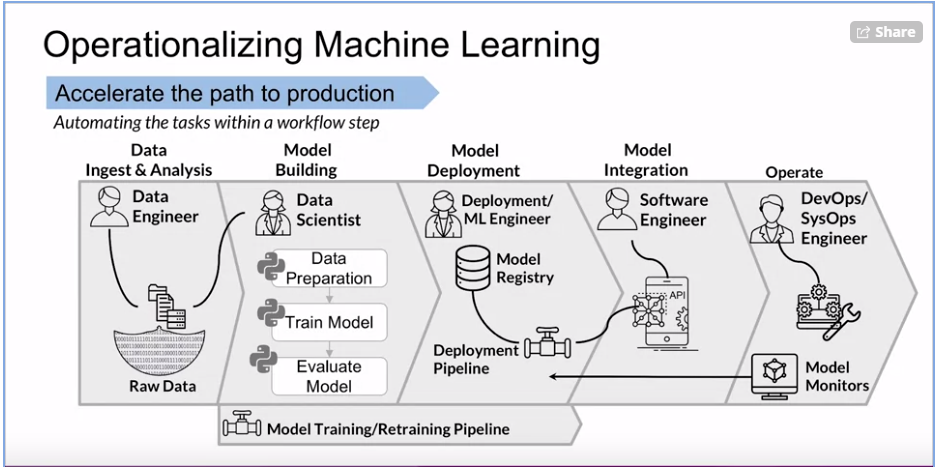 Share
Operationalizing Machine Learning
Accelerate the path to production
Automating the tasks within a workflow step
Data
Ingest & Analysis
Model
Building
Model
Deployment
Model
Integration
Operate
Data
Engineer
Raw Data
Data
Scientist
Data
Preparation
Train Model
Evaluate
Model
Deployment/
ML Engineer
Model
Registry
Deployment
Pipeline
Software
Engineer
API
DevOps/
SysOps
Engineer
Model
Monitors
Model Training/Retraining Pipeline